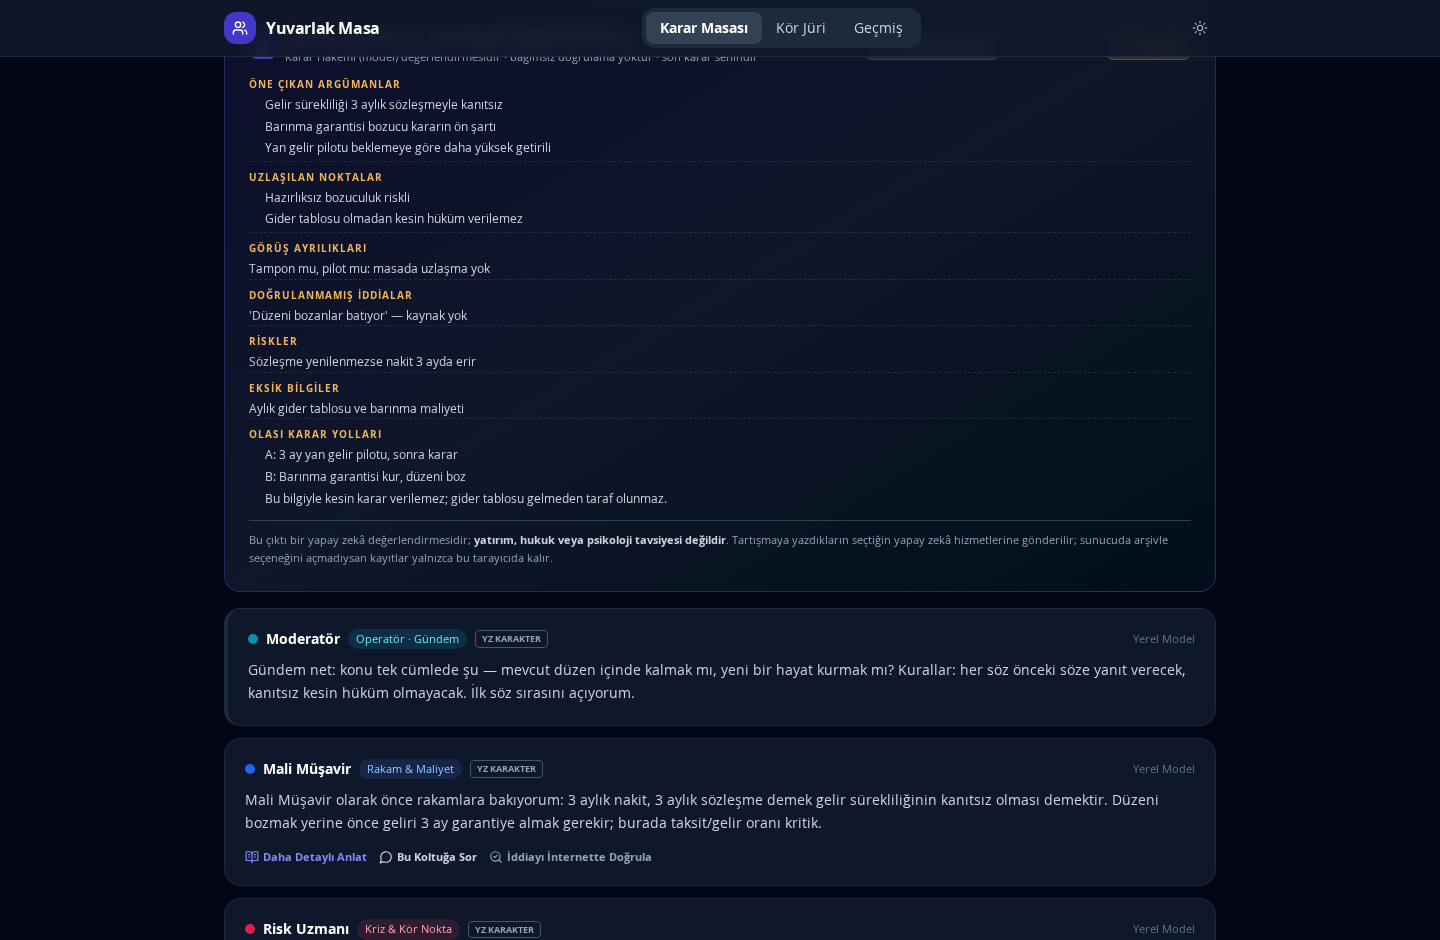 Yuvarlak Masa
Karar Masası
Kör Jüri
Geçmiş
Karar Hakemi (model) değerlendirmesidir · bağımsız doğrulama yoktur · son karar senindir
ÖNE ÇIKAN ARGÜMANLAR
Gelir sürekliliği 3 aylık sözleşmeyle kanıtsız
Barınma garantisi bozucu kararın ön şartı
Yan gelir pilotu beklemeye göre daha yüksek getirili
UZLAŞILAN NOKTALAR
Hazırlıksız bozuculuk riskli
Gider tablosu olmadan kesin hüküm verilemez
GÖRÜŞ AYRILIKLARI
Tampon mu, pilot mu: masada uzlaşma yok
DOĞRULANMAMIŞ İDDİALAR
'Düzeni bozanlar batıyor' — kaynak yok
RİSKLER
Sözleşme yenilenmezse nakit 3 ayda erir
EKSİK BİLGİLER
Aylık gider tablosu ve barınma maliyeti
OLASI KARAR YOLLARI
A: 3 ay yan gelir pilotu, sonra karar
B: Barınma garantisi kur, düzeni boz
Bu bilgiyle kesin karar verilemez; gider tablosu gelmeden taraf olunmaz.
Bu çıktı bir yapay zekâ değerlendirmesidir; yatırım, hukuk veya psikoloji tavsiyesi değildir. Tartışmaya yazdıkların seçtiğin yapay zekâ hizmetlerine gönderilir; sunucuda arşivle
seçeneğini açmadıysan kayıtlar yalnızca bu tarayıcıda kalır.
Moderatör
Operatör · Gündem
YZ KARAKTER
Yerel Model
Gündem net: konu tek cümlede şu — mevcut düzen içinde kalmak mı, yeni bir hayat kurmak mı? Kurallar: her söz önceki söze yanıt verecek,
kanıtsız kesin hüküm olmayacak. İlk söz sırasını açıyorum.
Mali Müşavir
Rakam & Maliyet
YZ KARAKTER
Yerel Model
Mali Müşavir olarak önce rakamlara bakıyorum: 3 aylık nakit, 3 aylık sözleşme demek gelir sürekliliğinin kanıtsız olması demektir. Düzeni
bozmak yerine önce geliri 3 ay garantiye almak gerekir; burada taksit/gelir oranı kritik.
Daha Detaylı Anlat
Bu Koltuğa Sor
İddiayı İnternette Doğrula
Risk Uzmanı
Kriz & Kör Nokta
YZ KARAKTER
Yerel Model